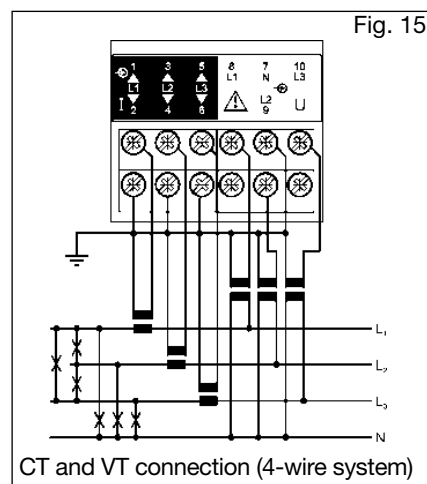 Fig. 15
1 3 5 8 7 10
L1 N L3
L1 L2 L3
I L2 U
2 4 6 9
L1
L2
L3
N
CT and VT connection (4-wire system)